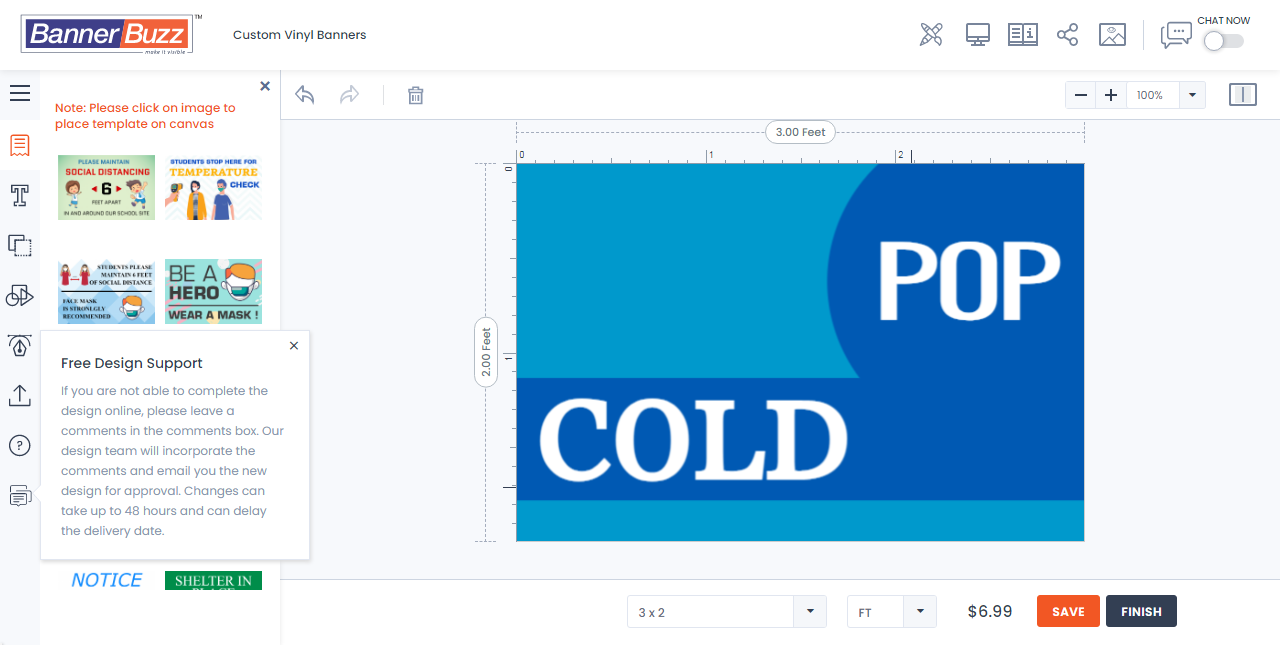 BannerBuzz™
make it visible
Custom Vinyl Banners
CHAT NOW
Note: Please click on image to
place template on canvas
PLEASE MAINTAIN
SOCIAL DISTANCING
6
FEET APART
IN AND AROUND OUR SCHOOL SITE
STUDENTS STOP HERE FOR
TEMPERATURE
CHECK
STUDENTS PLEASE
MAINTAIN 6 FEET
OF SOCIAL DISTANCE
FACE MASK
IS STRONLGLY
RECOMMENDED
BE A
HERO
WEAR A MASK !
Free Design Support
If you are not able to complete the
design online, please leave a
comments in the comments box. Our
design team will incorporate the
comments and email you the new
design for approval. Changes can
take up to 48 hours and can delay
the delivery date.
NOTICE
SHELTER IN
PLACE
100%
3.00 Feet
0 1 2
0
1
2.00 Feet
POP
COLD
3 x 2
FT
$6.99
SAVE
FINISH